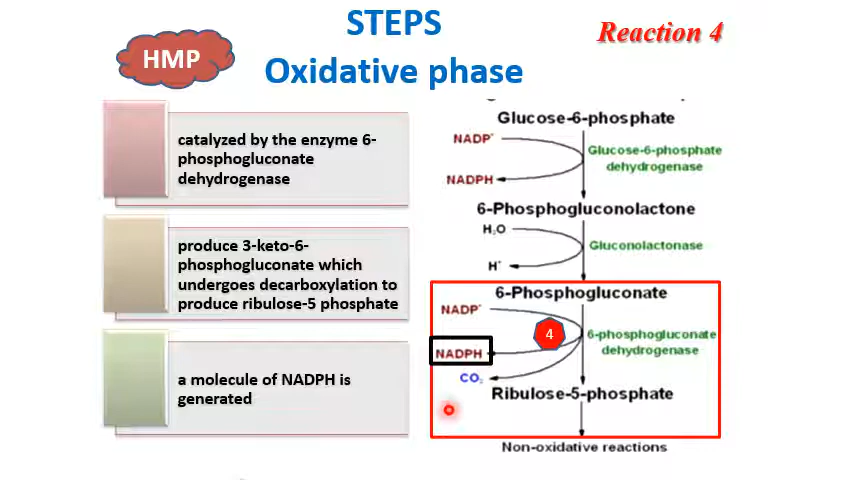 STEPS
Reaction 4
HMP
Oxidative phase
catalyzed by the enzyme 6-
phosphogluconate
dehydrogenase
produce 3-keto-6-
phosphogluconate which
undergoes decarboxylation to
produce ribulose-5 phosphate
a molecule of NADPH is
generated
Glucose-6-phosphate
NADP⁺
Glucose-6-phosphate
dehydrogenase
NADPH
6-Phosphogluconolactone
H₂O
Gluconolactonase
H⁺
6-Phosphogluconate
NADP⁺
4
6-phosphogluconate
dehydrogenase
NADPH
CO₂
Ribulose-5-phosphate
Non-oxidative reactions